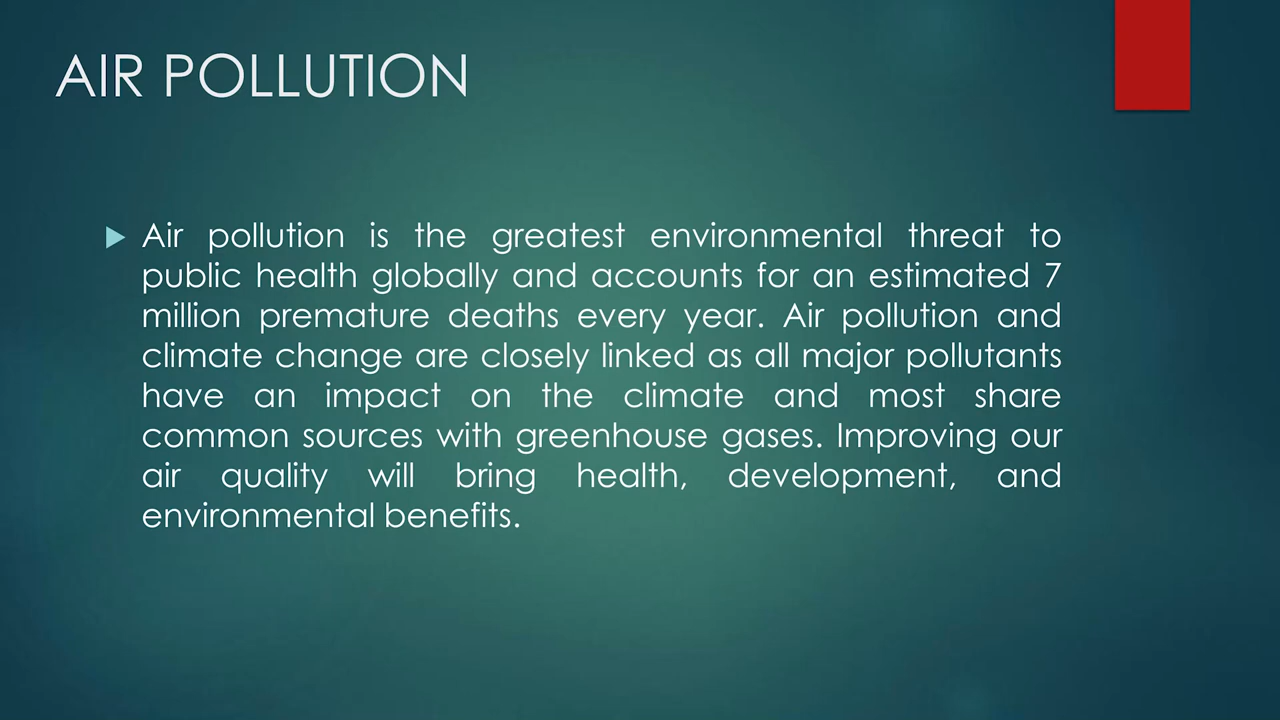 AIR POLLUTION
Air pollution is the greatest environmental threat to
public health globally and accounts for an estimated 7
million premature deaths every year. Air pollution and
climate change are closely linked as all major pollutants
have an impact on the climate and most share
common sources with greenhouse gases. Improving our
air quality will bring health, development, and
environmental benefits.